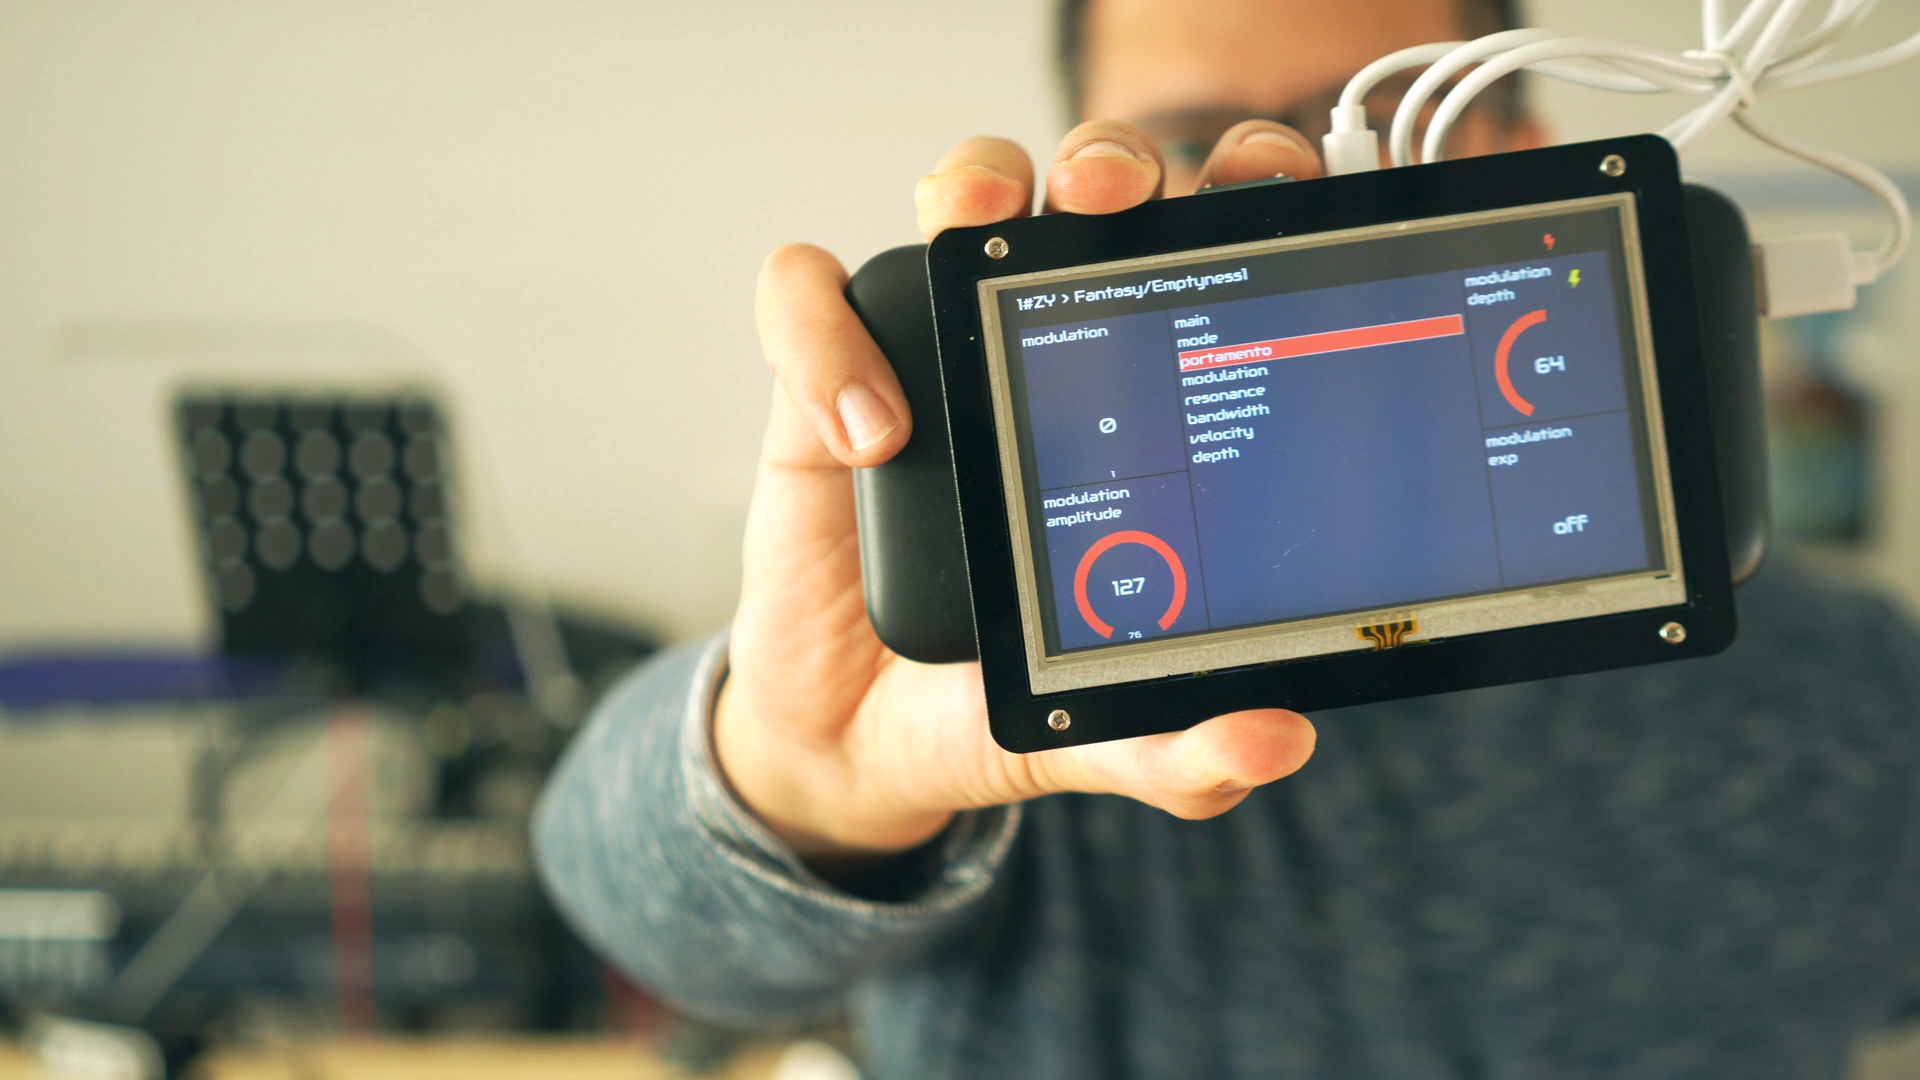 1#ZY > Fantasy/Emptyness1
modulation
0
1
modulation
amplitude
127
76
main
mode
portamento
modulation
resonance
bandwidth
velocity
depth
modulation
depth
64
modulation
exp
off